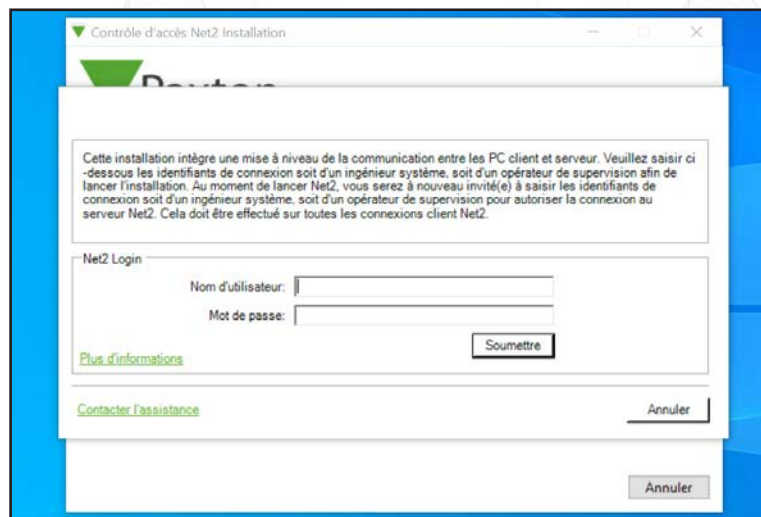 Contrôle d'accès Net2 Installation
Paxton
Cette installation intègre une mise à niveau de la communication entre les PC client et serveur. Veuillez saisir ci
-dessous les identifiants de connexion soit d'un ingénieur système, soit d'un opérateur de supervision afin de
lancer l'installation. Au moment de lancer Net2, vous serez à nouveau invité(e) à saisir les identifiants de
connexion soit d'un ingénieur système, soit d'un opérateur de supervision pour autoriser la connexion au
serveur Net2. Cela doit être effectué sur toutes les connexions client Net2.
Net2 Login
Nom d'utilisateur:
Mot de passe:
Soumettre
Plus d'informations
Contacter l'assistance
Annuler
Annuler